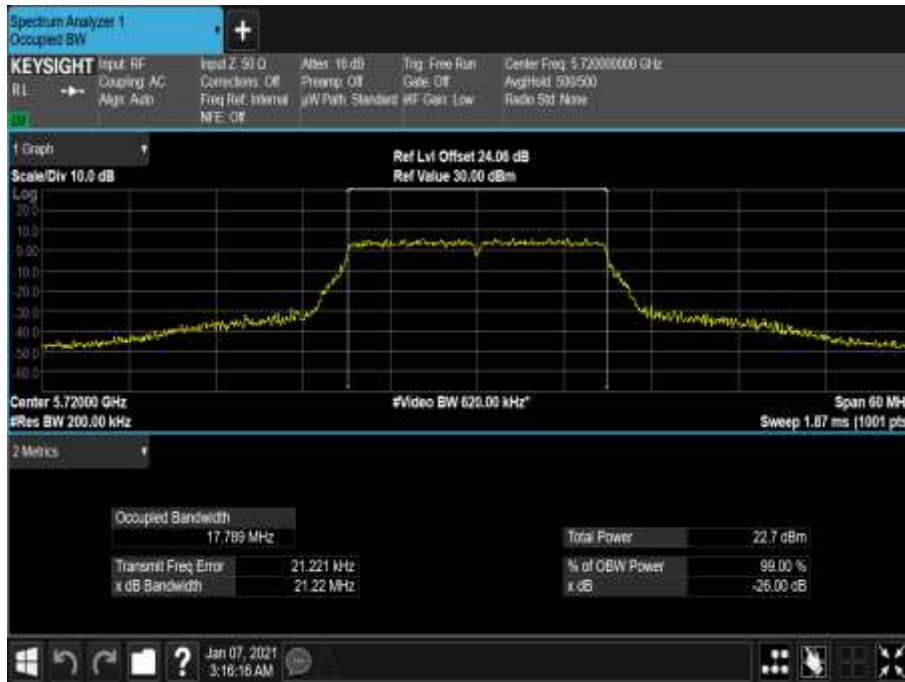 Spectrum Analyzer 1
Occupied BW
+
KEYSIGHT
RL
Input: RF
Coupling: AC
Align: Auto
Input Z: 50 Ω
Corrections: Off
Freq Ref: Internal
NFE: Off
Atten: 16 dB
Preamp: Off
µW Path: Standard
Trig: Free Run
Gate: Off
#IF Gain: Low
Center Freq: 5.720000000 GHz
Avg|Hold: 500/500
Radio Std: None
1 Graph
Scale/Div 10.0 dB
Ref Lvl Offset 24.06 dB
Ref Value 30.00 dBm
Log
20.0
10.0
0.00
-10.0
-20.0
-30.0
-40.0
-50.0
-60.0
Center 5.72000 GHz
#Res BW 200.00 kHz
#Video BW 620.00 kHz*
Span 60 MH
Sweep 1.87 ms (1001 pts
2 Metrics
Occupied Bandwidth
17.789 MHz
Transmit Freq Error 21.221 kHz
x dB Bandwidth 21.22 MHz
Total Power 22.7 dBm
% of OBW Power 99.00 %
x dB -26.00 dB
?
Jan 07, 2021
3:16:16 AM